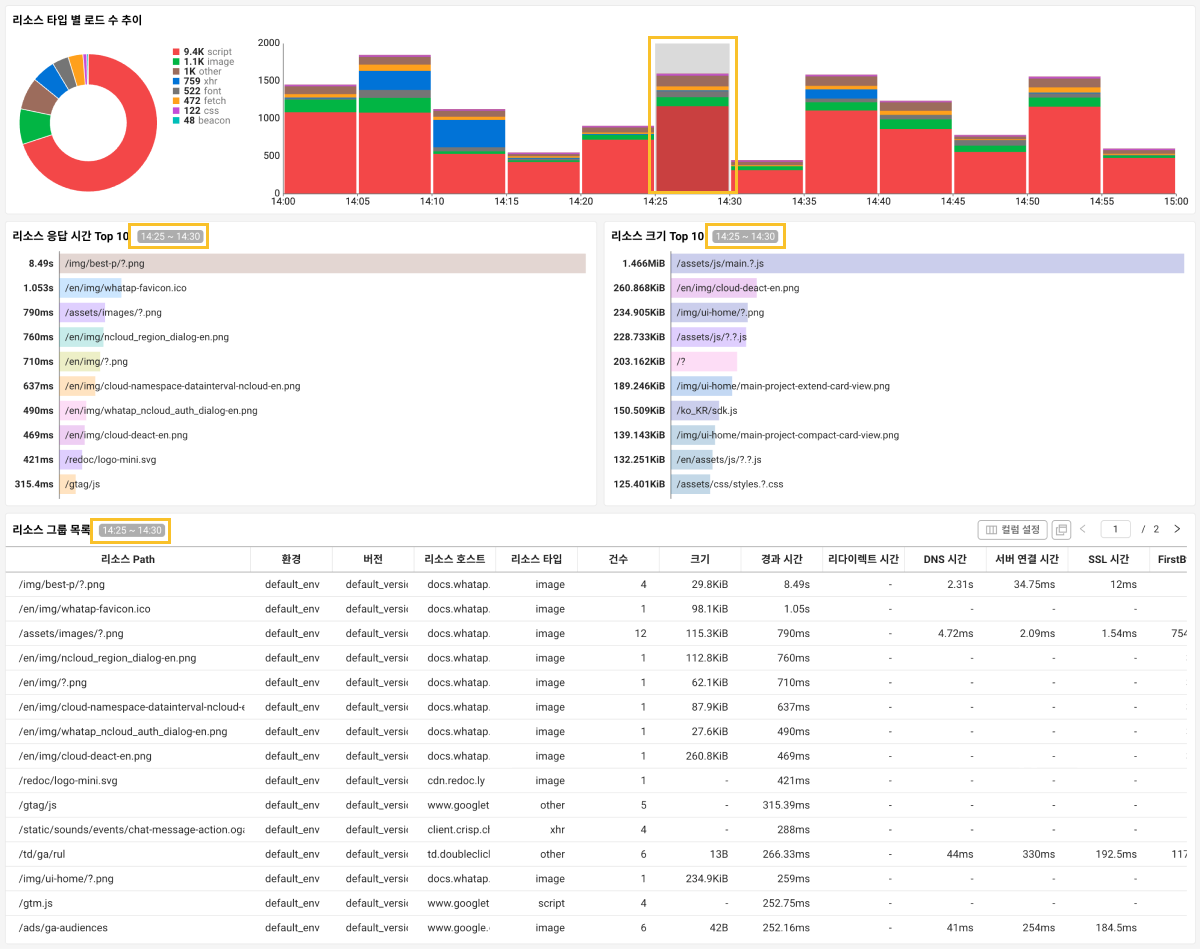 리소스 타입 별 로드 수 추이
9.4K script
1.1K image
1K other
759 xhr
522 font
472 fetch
122 css
48 beacon
2000
1500
1000
500
0
14:00 14:05 14:10 14:15 14:20 14:25 14:30 14:35 14:40 14:45 14:50 14:55 15:00
리소스 응답 시간 Top 10 14:25 ~ 14:30
8.49s /img/best-p/?.png
1.053s /en/img/whatap-favicon.ico
790ms /assets/images/?.png
760ms /en/img/ncloud_region_dialog-en.png
710ms /en/img/?.png
637ms /en/img/cloud-namespace-datainterval-ncloud-en.png
490ms /en/img/whatap_ncloud_auth_dialog-en.png
469ms /en/img/cloud-deact-en.png
421ms /redoc/logo-mini.svg
315.4ms /gtag/js
리소스 크기 Top 10 14:25 ~ 14:30
1.466MiB /assets/js/main.?.js
260.868KiB /en/img/cloud-deact-en.png
234.905KiB /img/ui-home/?.png
228.733KiB /assets/js/?.?.js
203.162KiB /?
189.246KiB /img/ui-home/main-project-extend-card-view.png
150.509KiB /ko_KR/sdk.js
139.143KiB /img/ui-home/main-project-compact-card-view.png
132.251KiB /en/assets/js/?.?.js
125.401KiB /assets/css/styles.?.css
리소스 그룹 목록 14:25 ~ 14:30
컬럼 설정 < 1 / 2 >
리소스 Path 환경 버전 리소스 호스트 리소스 타입 건수 크기 경과 시간 리다이렉트 시간 DNS 시간 서버 연결 시간 SSL 시간 FirstB
/img/best-p/?.png default_env default_versic docs.whatap. image 4 29.8KiB 8.49s - 2.31s 34.75ms 12ms
/en/img/whatap-favicon.ico default_env default_versic docs.whatap. image 1 98.1KiB 1.05s - - - -
/assets/images/?.png default_env default_versic docs.whatap. image 12 115.3KiB 790ms - 4.72ms 2.09ms 1.54ms 754
/en/img/ncloud_region_dialog-en.png default_env default_versic docs.whatap. image 1 112.8KiB 760ms - - - -
/en/img/?.png default_env default_versic docs.whatap. image 1 62.1KiB 710ms - - - -
/en/img/cloud-namespace-datainterval-ncloud-e default_env default_versic docs.whatap. image 1 87.9KiB 637ms - - - -
/en/img/whatap_ncloud_auth_dialog-en.png default_env default_versic docs.whatap. image 1 27.6KiB 490ms - - - -
/en/img/cloud-deact-en.png default_env default_versic docs.whatap. image 1 260.8KiB 469ms - - - -
/redoc/logo-mini.svg default_env default_versic cdn.redoc.ly image 1 - 421ms - - - -
/gtag/js default_env default_versic www.googlet other 5 - 315.39ms - - - -
/static/sounds/events/chat-message-action.oga default_env default_versic client.crisp.cl xhr 4 - 288ms - - - -
/td/ga/rul default_env default_versic td.doubleclicl other 6 13B 266.33ms - 44ms 330ms 192.5ms 117
/img/ui-home/?.png default_env default_versic docs.whatap. image 1 234.9KiB 259ms - - - -
/gtm.js default_env default_versic www.googlet script 4 - 252.75ms - - - -
/ads/ga-audiences default_env default_versic www.google. image 6 42B 252.16ms - 41ms 254ms 184.5ms